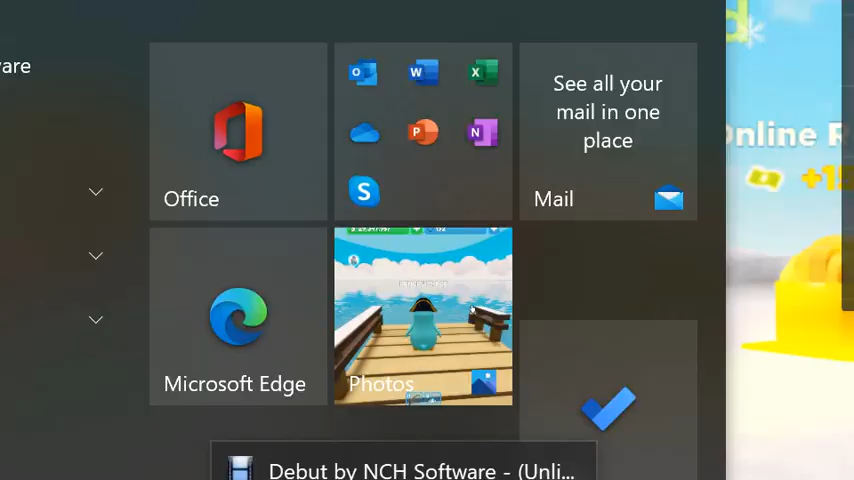 are
Office
O
W
X
P
N
S
See all your
mail in one
place
Mail
Microsoft Edge
Photos
Online R
+1
Debut by NCH Software - (Unli...